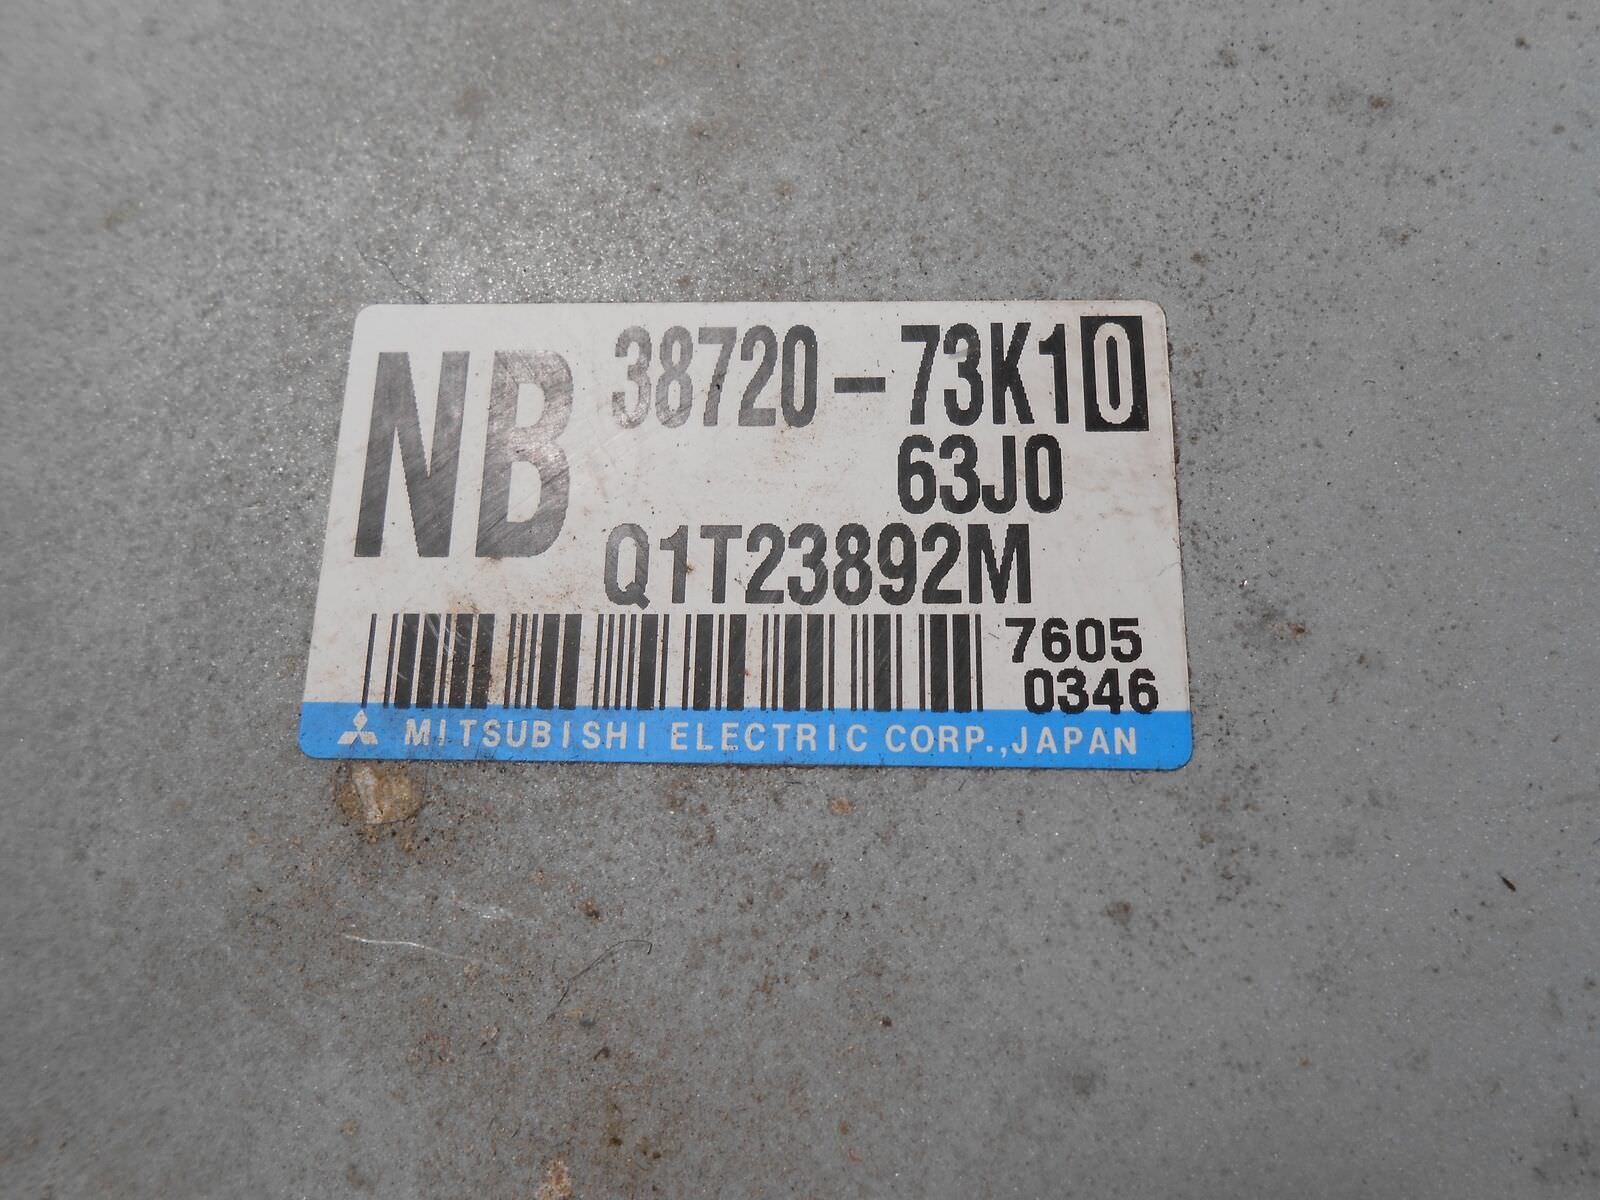 NB 38720-73K10
63J0
Q1T23892M
7605
0346
MITSUBISHI ELECTRIC CORP.,JAPAN